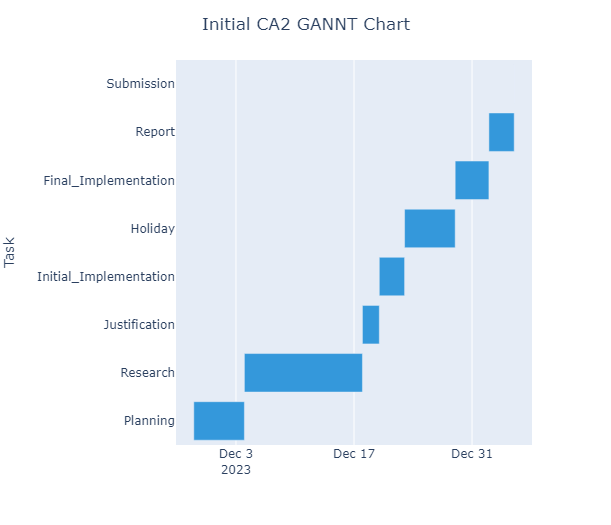 Initial CA2 GANNT Chart
Task
Submission
Report
Final_Implementation
Holiday
Initial_Implementation
Justification
Research
Planning
Dec 3
2023
Dec 17
Dec 31